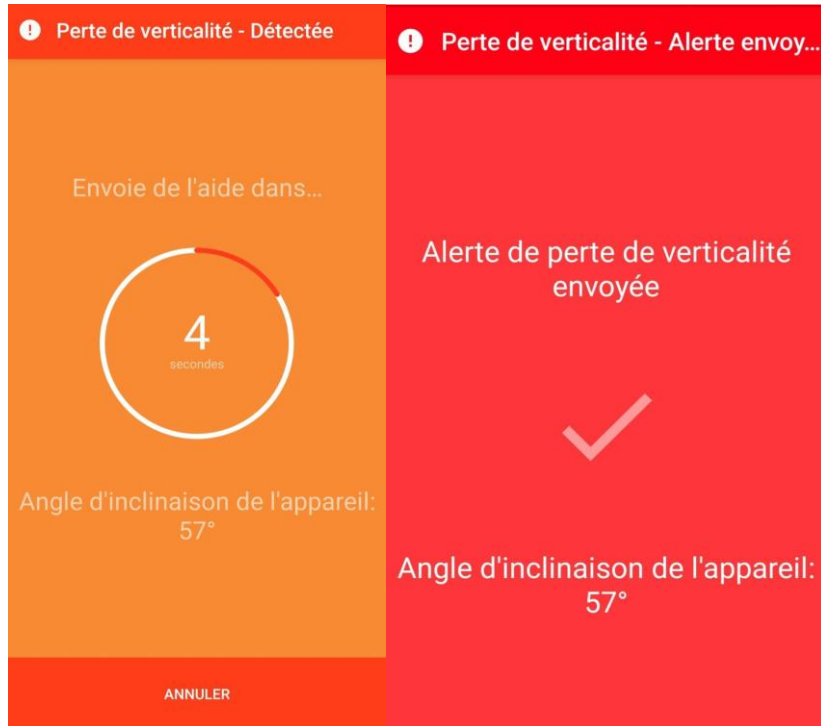 Perte de verticalité - Détectée
Envoie de l'aide dans...
4
secondes
Angle d'inclinaison de l'appareil:
57°
ANNULER
Perte de verticalité - Alerte envoy...
Alerte de perte de verticalité
envoyée
Angle d'inclinaison de l'appareil:
57°